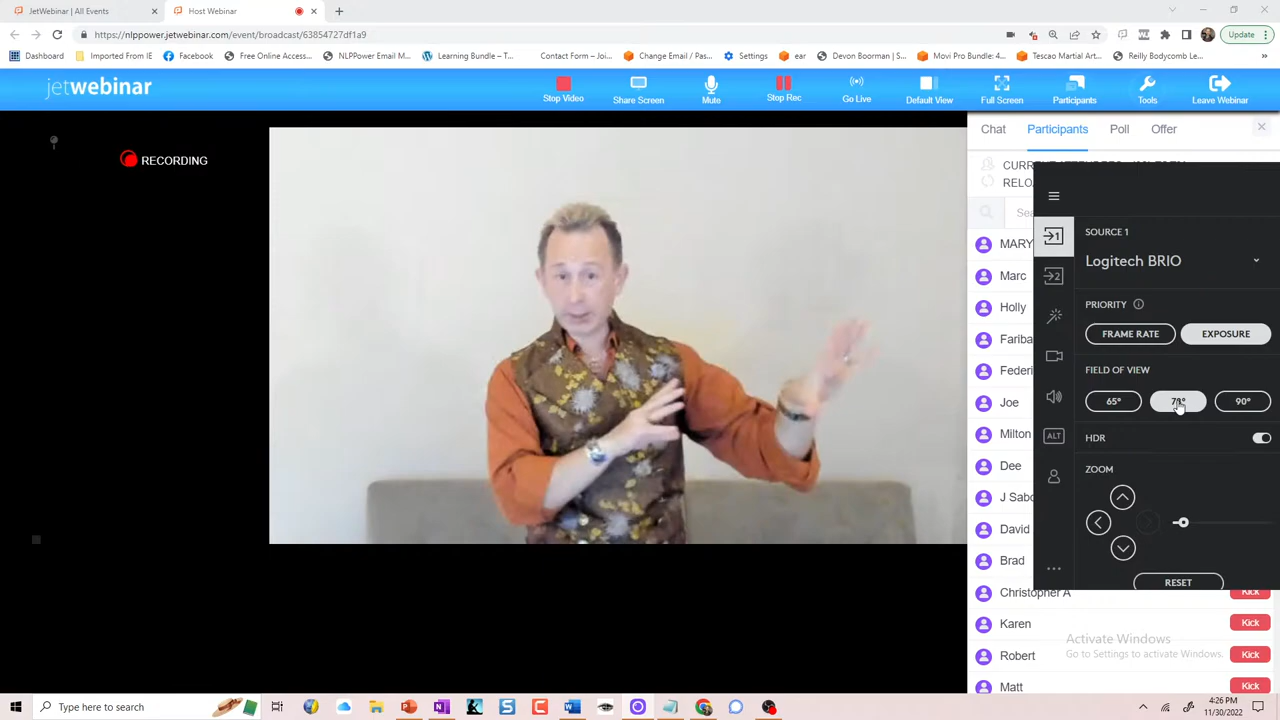 JetWebinar | All Events
Host Webinar
https://nlppower.jetwebinar.com/event/broadcast/63854727df1a9
Update
Dashboard
Imported From IE
Facebook
Free Online Access...
NLPPower Email M...
Learning Bundle – T...
Contact Form – Joi...
Change Email / Pas...
Settings
ear
Devon Boorman | S...
Movi Pro Bundle: 4...
Tescao Martial Art...
Reilly Bodycomb Le...
»
jetwebinar
Stop Video
Share Screen
Mute
Stop Rec
Go Live
Default View
Full Screen
Participants
Tools
Leave Webinar
RECORDING
Chat
Participants
Poll
Offer
RELO
MARY
Marc
Holly
Fariba
Federi
Joe
Milton
Dee
J Sabo
David
Brad
Christopher A
Kick
Karen
Kick
Robert
Kick
Matt
Kick
SOURCE 1
Logitech BRIO
PRIORITY
FRAME RATE
EXPOSURE
FIELD OF VIEW
65°
90°
HDR
ZOOM
RESET
ALT
Activate Windows
Go to Settings to activate Windows.
Type here to search
4:26 PM
11/30/2022